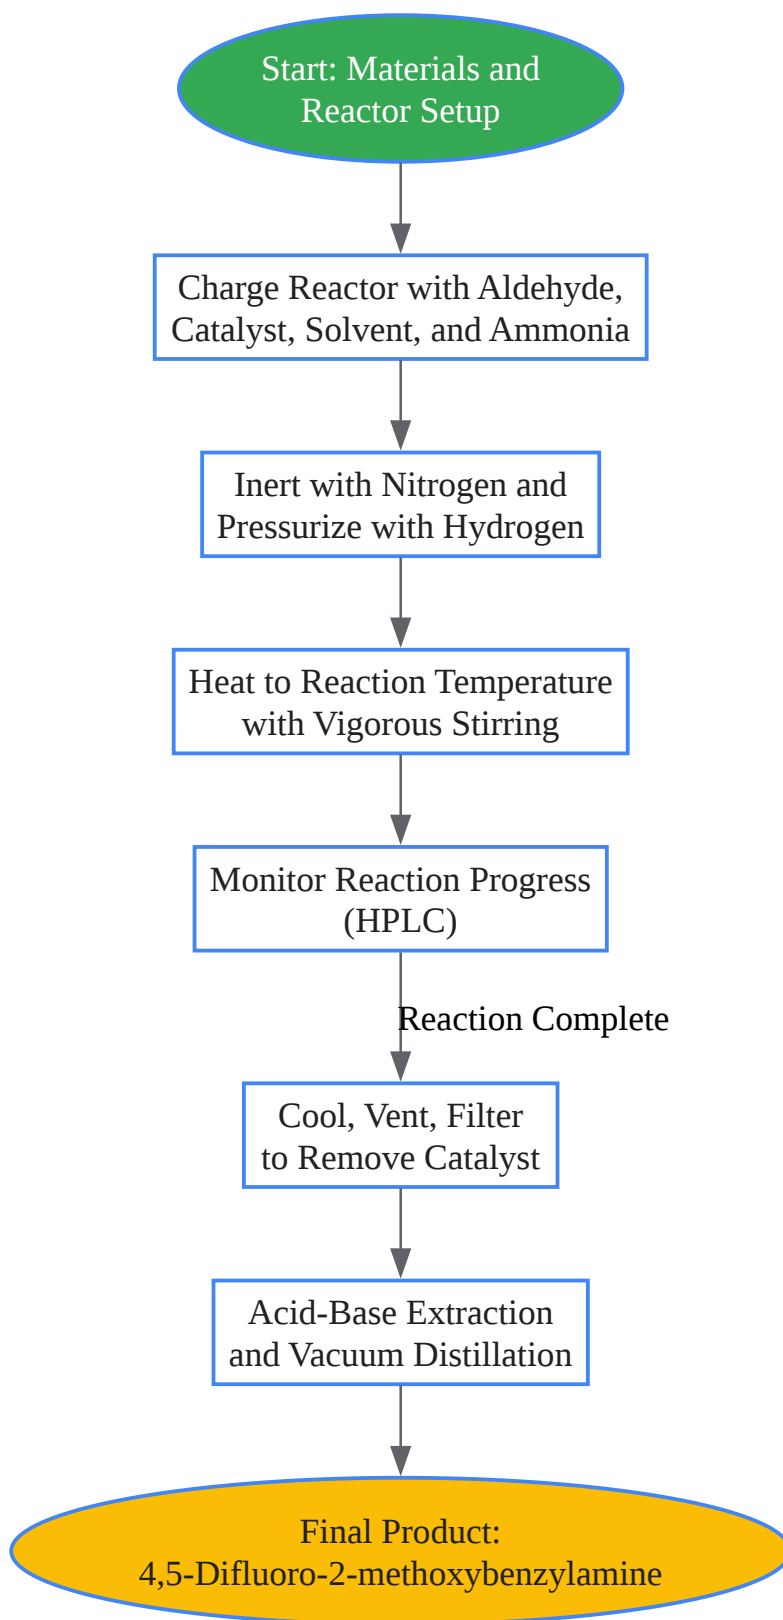 Start: Materials and
Reactor Setup
Charge Reactor with Aldehyde,
Catalyst, Solvent, and Ammonia
Inert with Nitrogen and
Pressurize with Hydrogen
Heat to Reaction Temperature
with Vigorous Stirring
Monitor Reaction Progress
(HPLC)
Reaction Complete
Cool, Vent, Filter
to Remove Catalyst
Acid-Base Extraction
and Vacuum Distillation
Final Product:
4,5-Difluoro-2-methoxybenzylamine